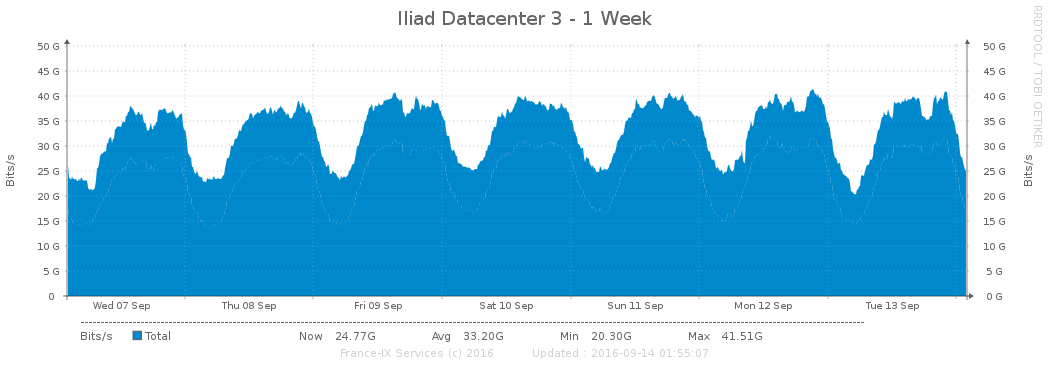 Iliad Datacenter 3 - 1 Week
RRDTOOL / TOBI OETIKER
50 G 50 G
45 G 45 G
40 G 40 G
35 G 35 G
30 G 30 G
25 G 25 G
20 G 20 G
15 G 15 G
10 G 10 G
5 G 5 G
0 0 G
Bits/s Bits/s
Wed 07 Sep Thu 08 Sep Fri 09 Sep Sat 10 Sep Sun 11 Sep Mon 12 Sep Tue 13 Sep
Bits/s Total Now 24.77G Avg 33.20G Min 20.30G Max 41.51G
France-IX Services (c) 2016 Updated : 2016-09-14 01:55:07